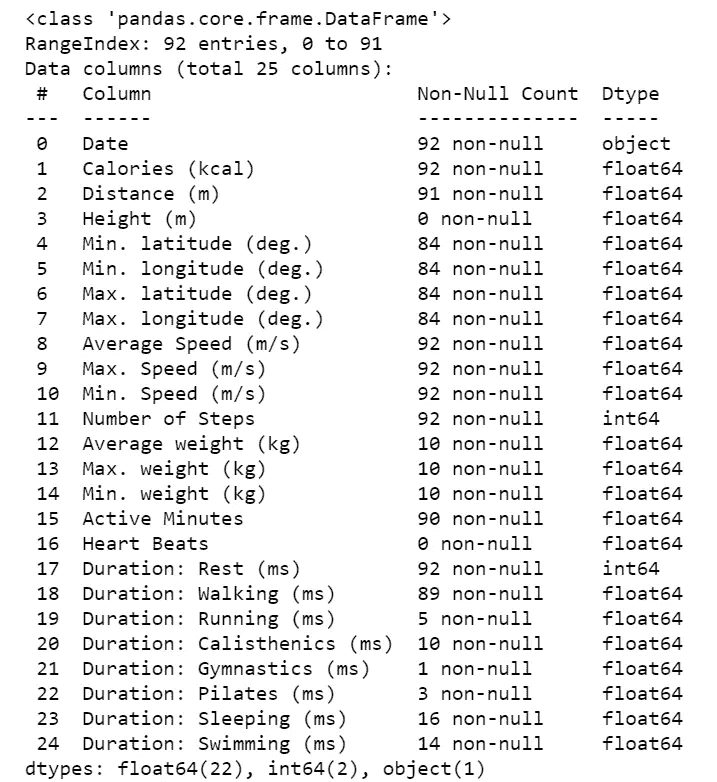 <class 'pandas.core.frame.DataFrame'>
RangeIndex: 92 entries, 0 to 91
Data columns (total 25 columns):
 #   Column                      Non-Null Count  Dtype
---  ------                      --------------  -----
 0   Date                        92 non-null     object
 1   Calories (kcal)             92 non-null     float64
 2   Distance (m)                91 non-null     float64
 3   Height (m)                  0 non-null      float64
 4   Min. latitude (deg.)        84 non-null     float64
 5   Min. longitude (deg.)       84 non-null     float64
 6   Max. latitude (deg.)        84 non-null     float64
 7   Max. longitude (deg.)       84 non-null     float64
 8   Average Speed (m/s)         92 non-null     float64
 9   Max. Speed (m/s)            92 non-null     float64
 10  Min. Speed (m/s)            92 non-null     float64
 11  Number of Steps             92 non-null     int64
 12  Average weight (kg)         10 non-null     float64
 13  Max. weight (kg)            10 non-null     float64
 14  Min. weight (kg)            10 non-null     float64
 15  Active Minutes              90 non-null     float64
 16  Heart Beats                 0 non-null      float64
 17  Duration: Rest (ms)         92 non-null     int64
 18  Duration: Walking (ms)      89 non-null     float64
 19  Duration: Running (ms)      5 non-null      float64
 20  Duration: Calisthenics (ms)  10 non-null     float64
 21  Duration: Gymnastics (ms)   1 non-null      float64
 22  Duration: Pilates (ms)      3 non-null      float64
 23  Duration: Sleeping (ms)     16 non-null     float64
 24  Duration: Swimming (ms)     14 non-null     float64
dtypes: float64(22), int64(2), object(1)